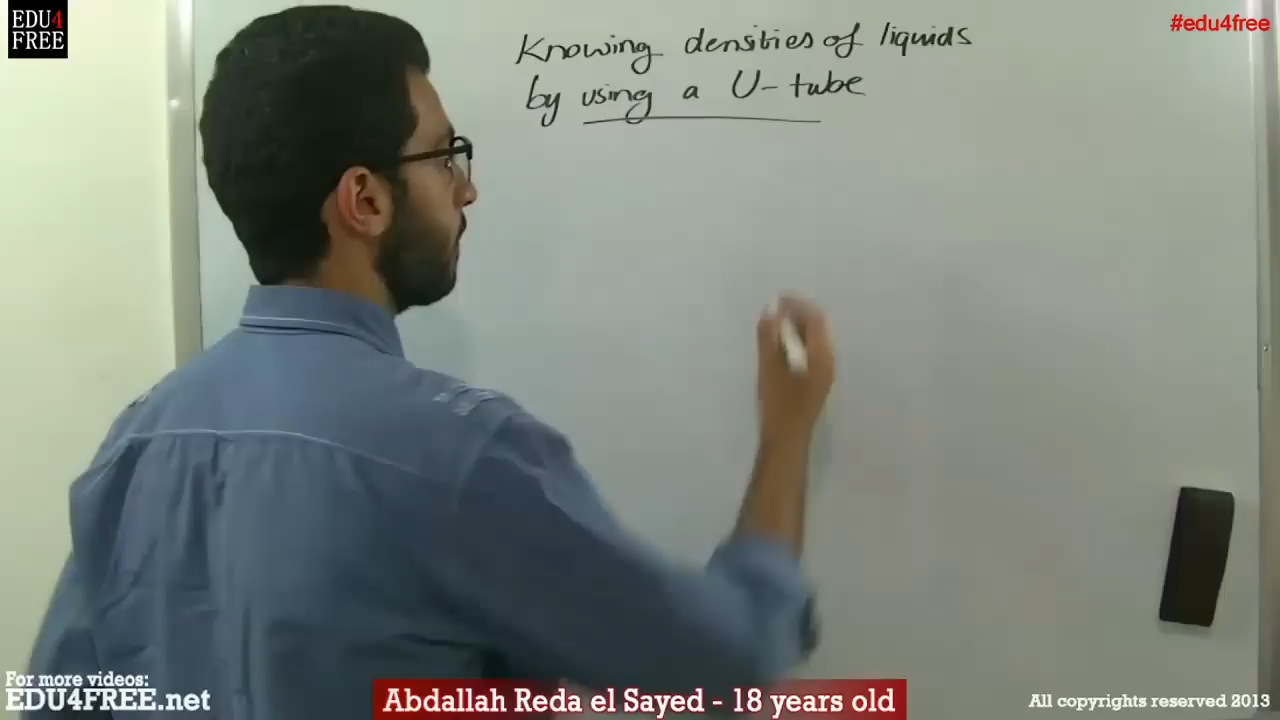 EDU4
FREE
#edu4free
Knowing densities of liquids
by using a U-tube
For more videos:
EDU4FREE.net
Abdallah Reda el Sayed - 18 years old
All copyrights reserved 2013